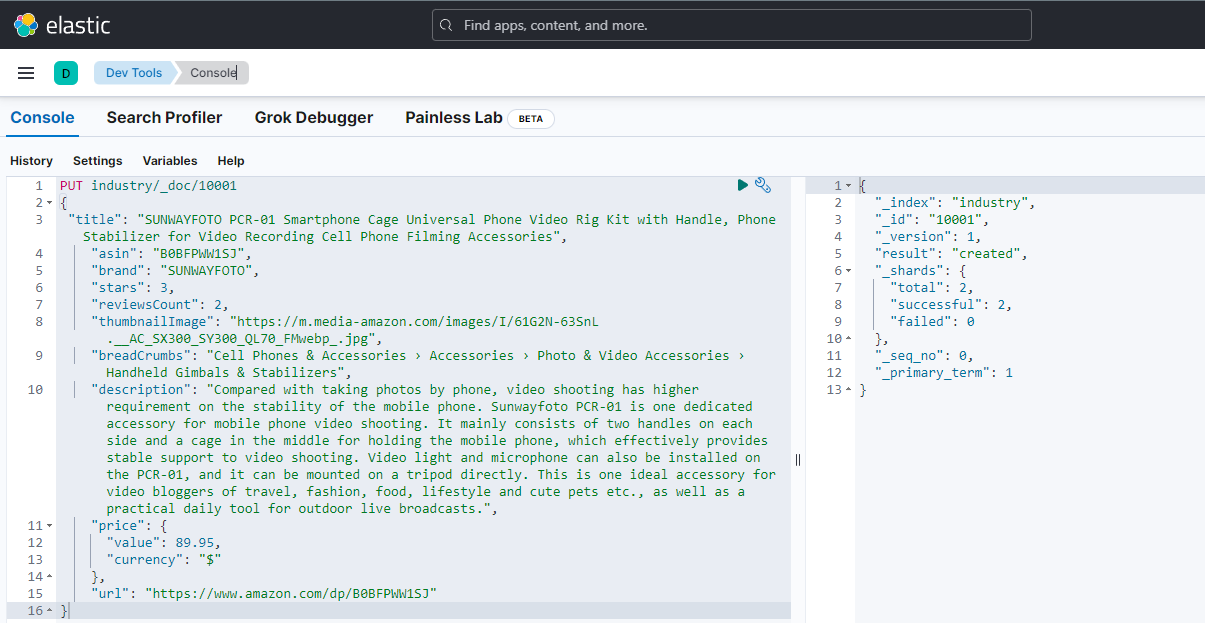 elastic
Find apps, content, and more.
D
Dev Tools
Console
Console
Search Profiler
Grok Debugger
Painless Lab
BETA
History
Settings
Variables
Help
1 PUT industry/_doc/10001
2 {
3 "title": "SUNWAYFOTO PCR-01 Smartphone Cage Universal Phone Video Rig Kit with Handle, Phone
Stabilizer for Video Recording Cell Phone Filming Accessories",
4 "asin": "B0BFPWW1SJ",
5 "brand": "SUNWAYFOTO",
6 "stars": 3,
7 "reviewsCount": 2,
8 "thumbnailImage": "https://m.media-amazon.com/images/I/61G2N-63SnL
.__AC_SX300_SY300_QL70_FMwebp_.jpg",
9 "breadCrumbs": "Cell Phones & Accessories › Accessories › Photo & Video Accessories ›
Handheld Gimbals & Stabilizers",
10 "description": "Compared with taking photos by phone, video shooting has higher
requirement on the stability of the mobile phone. Sunwayfoto PCR-01 is one dedicated
accessory for mobile phone video shooting. It mainly consists of two handles on each
side and a cage in the middle for holding the mobile phone, which effectively provides
stable support to video shooting. Video light and microphone can also be installed on
the PCR-01, and it can be mounted on a tripod directly. This is one ideal accessory for
video bloggers of travel, fashion, food, lifestyle and cute pets etc., as well as a
practical daily tool for outdoor live broadcasts.",
11 "price": {
12 "value": 89.95,
13 "currency": "$"
14 },
15 "url": "https://www.amazon.com/dp/B0BFPWW1SJ"
16 }
1 {
2 "_index": "industry",
3 "_id": "10001",
4 "_version": 1,
5 "result": "created",
6 "_shards": {
7 "total": 2,
8 "successful": 2,
9 "failed": 0
10 },
11 "_seq_no": 0,
12 "_primary_term": 1
13 }